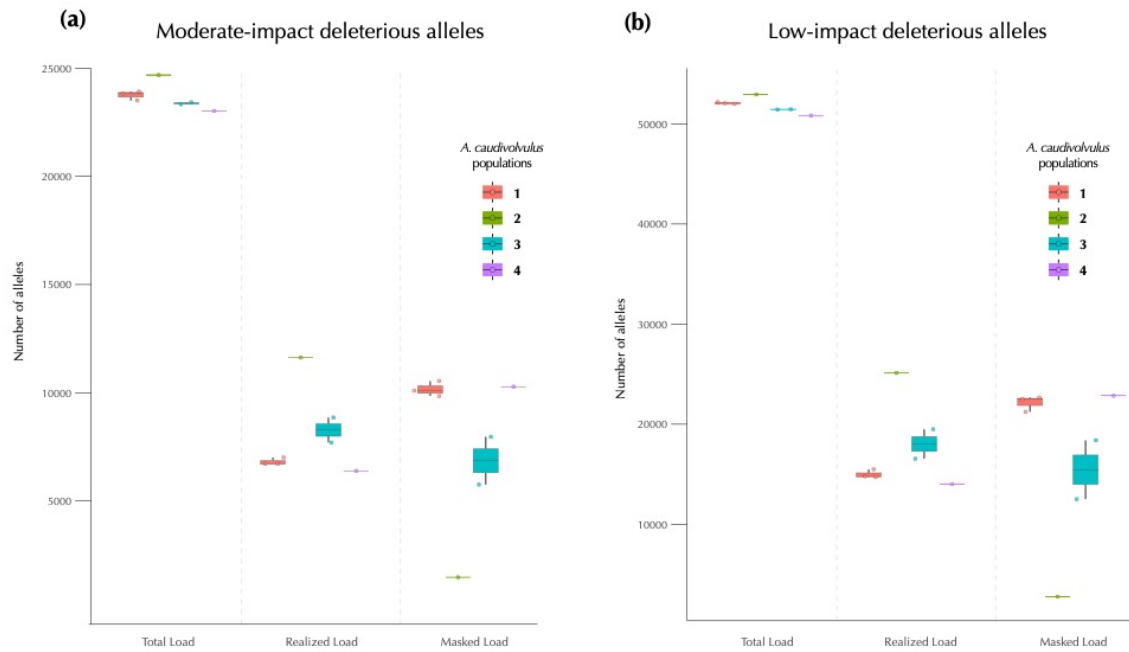 (a)
Moderate-impact deleterious alleles
25000
20000
15000
10000
5000
Number of alleles
A. caudivolvulus
populations
1
2
3
4
Total Load
Realized Load
Masked Load
(b)
Low-impact deleterious alleles
50000
40000
30000
20000
10000
Number of alleles
A. caudivolvulus
populations
1
2
3
4
Total Load
Realized Load
Masked Load